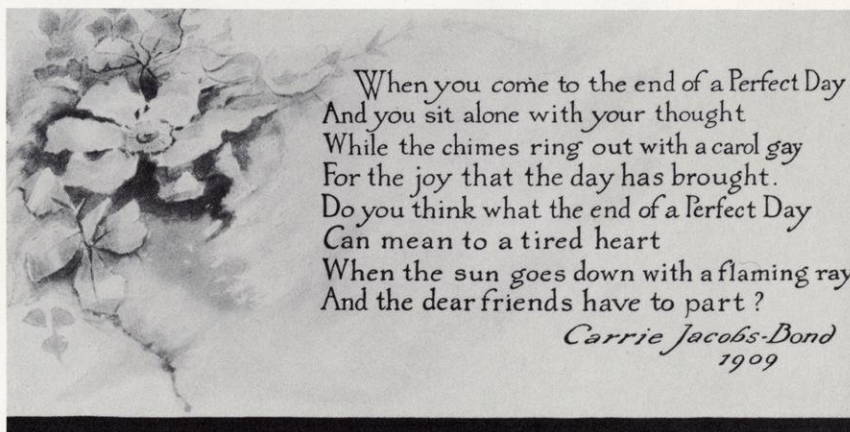 When you come to the end of a Perfect Day
And you sit alone with your thought
While the chimes ring out with a carol gay
For the joy that the day has brought.
Do you think what the end of a Perfect Day
Can mean to a tired heart
When the sun goes down with a flaming ray
And the dear friends have to part?
Carrie Jacobs-Bond
1909